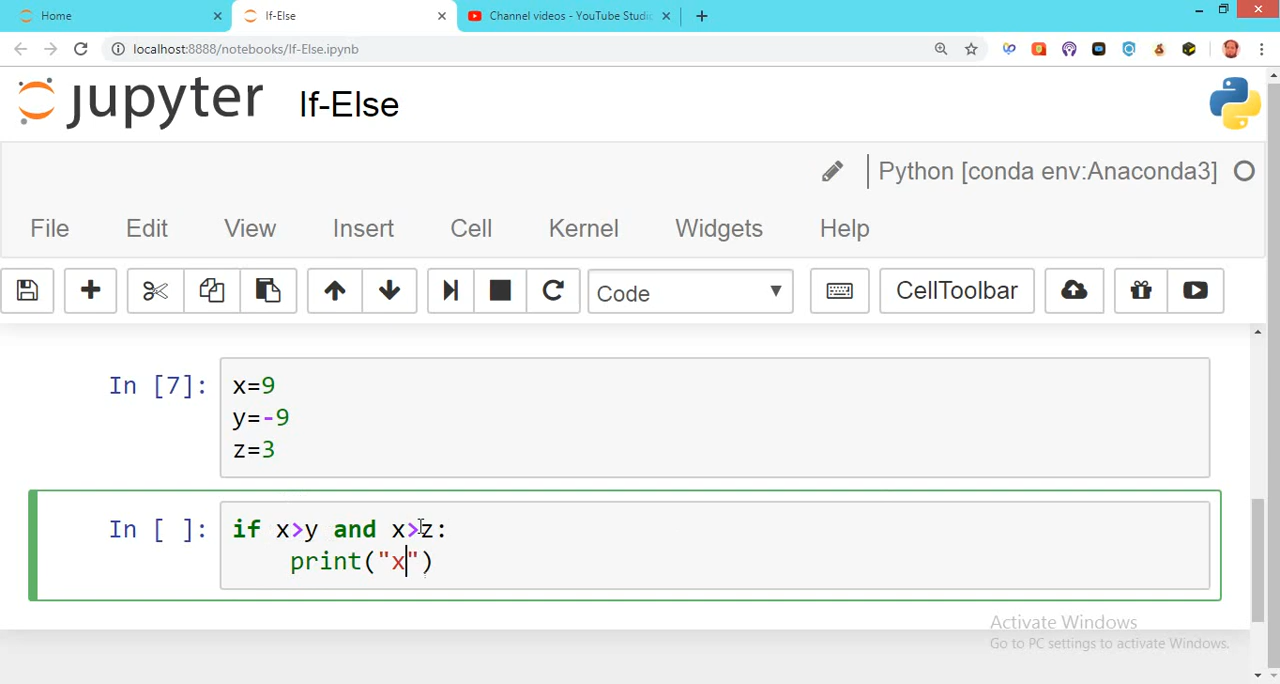 Home
If-Else
Channel videos - YouTube Studio
localhost:8888/notebooks/If-Else.ipynb
jupyter If-Else
Python [conda env:Anaconda3]
File Edit View Insert Cell Kernel Widgets Help
Code CellToolbar
In [7]: x=9
y=-9
z=3
In [ ]: if x>y and x>z:
print("x")
Activate Windows
Go to PC settings to activate Windows.